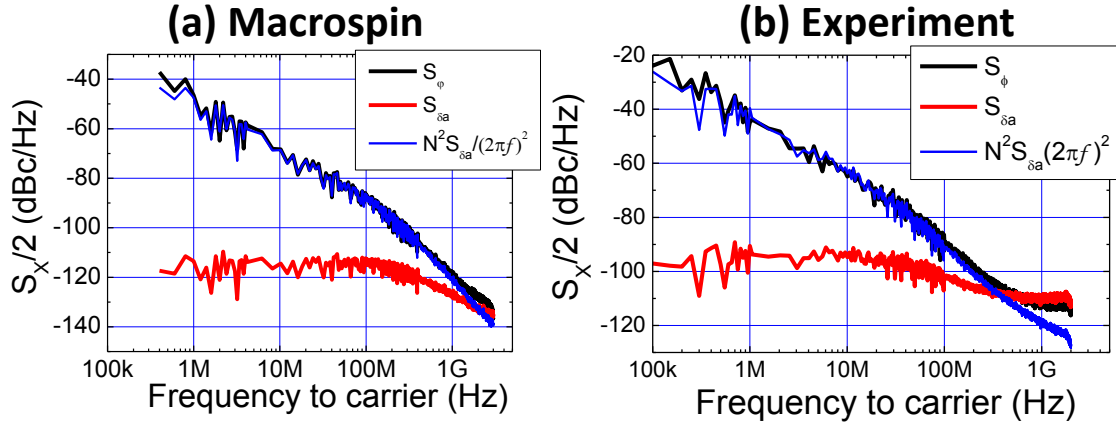 (a) Macrospin
S_φ
S_δa
N²S_δa/(2πf)²
-40
-60
-80
-100
-120
-140
S_X/2 (dBc/Hz)
100k 1M 10M 100M 1G
Frequency to carrier (Hz)
(b) Experiment
S_ϕ
S_δa
N²S_δa(2πf)²
-20
-40
-60
-80
-100
-120
S_X/2 (dBc/Hz)
100k 1M 10M 100M 1G
Frequency to carrier (Hz)